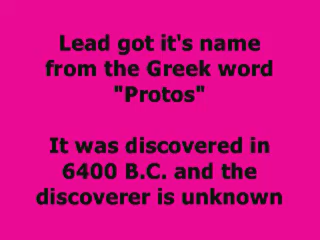 Lead got it's name
from the Greek word
"Protos"
It was discovered in
6400 B.C. and the
discoverer is unknown